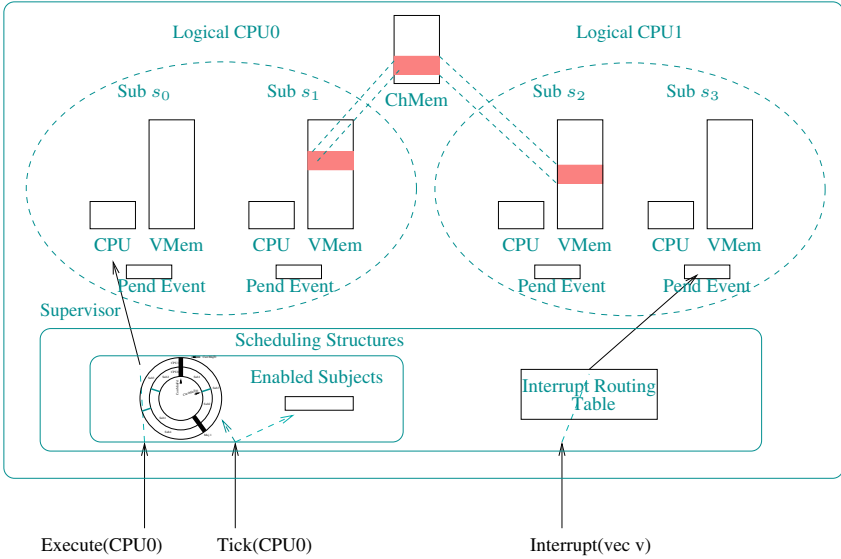 Logical CPU0
Logical CPU1
ChMem
Sub s₀
Sub s₁
Sub s₂
Sub s₃
CPU VMem
CPU VMem
CPU VMem
CPU VMem
Pend Event
Pend Event
Pend Event
Pend Event
Supervisor
Scheduling Structures
Enabled Subjects
Interrupt Routing
Table
Execute(CPU0)
Tick(CPU0)
Interrupt(vec v)